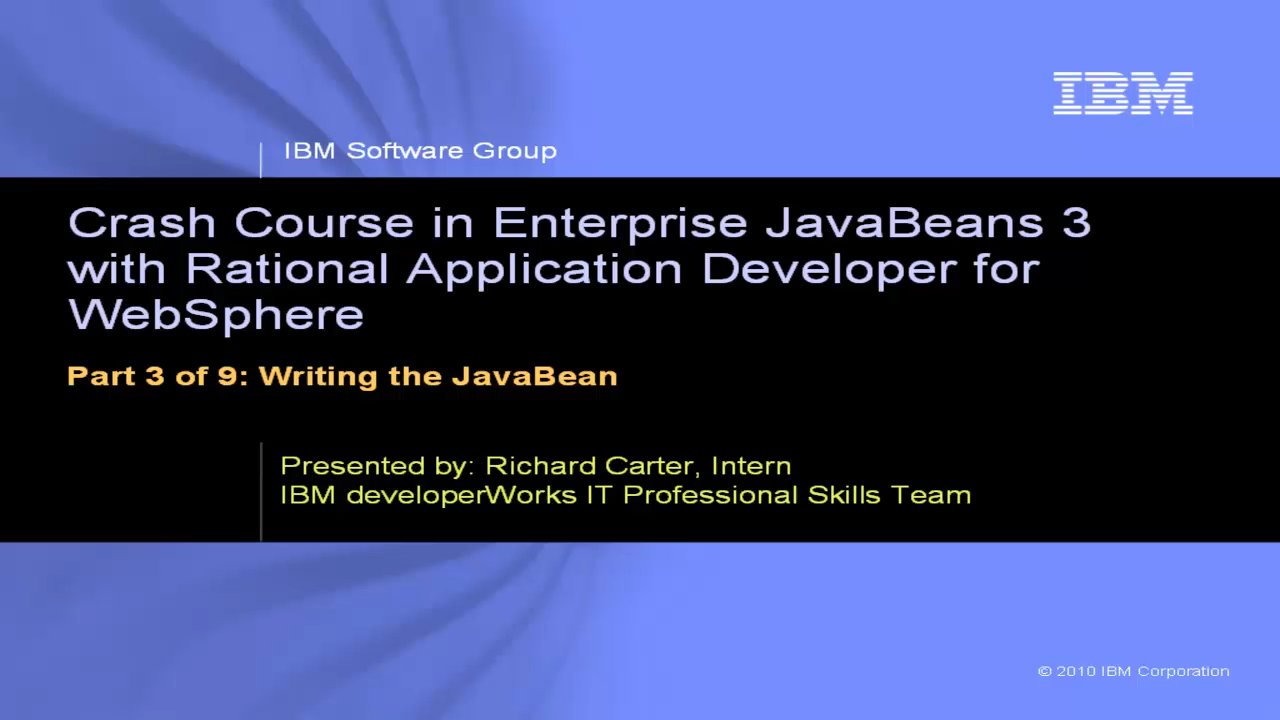 IBM
IBM Software Group
Crash Course in Enterprise JavaBeans 3
with Rational Application Developer for
WebSphere
Part 3 of 9: Writing the JavaBean
Presented by: Richard Carter, Intern
IBM developerWorks IT Professional Skills Team
© 2010 IBM Corporation